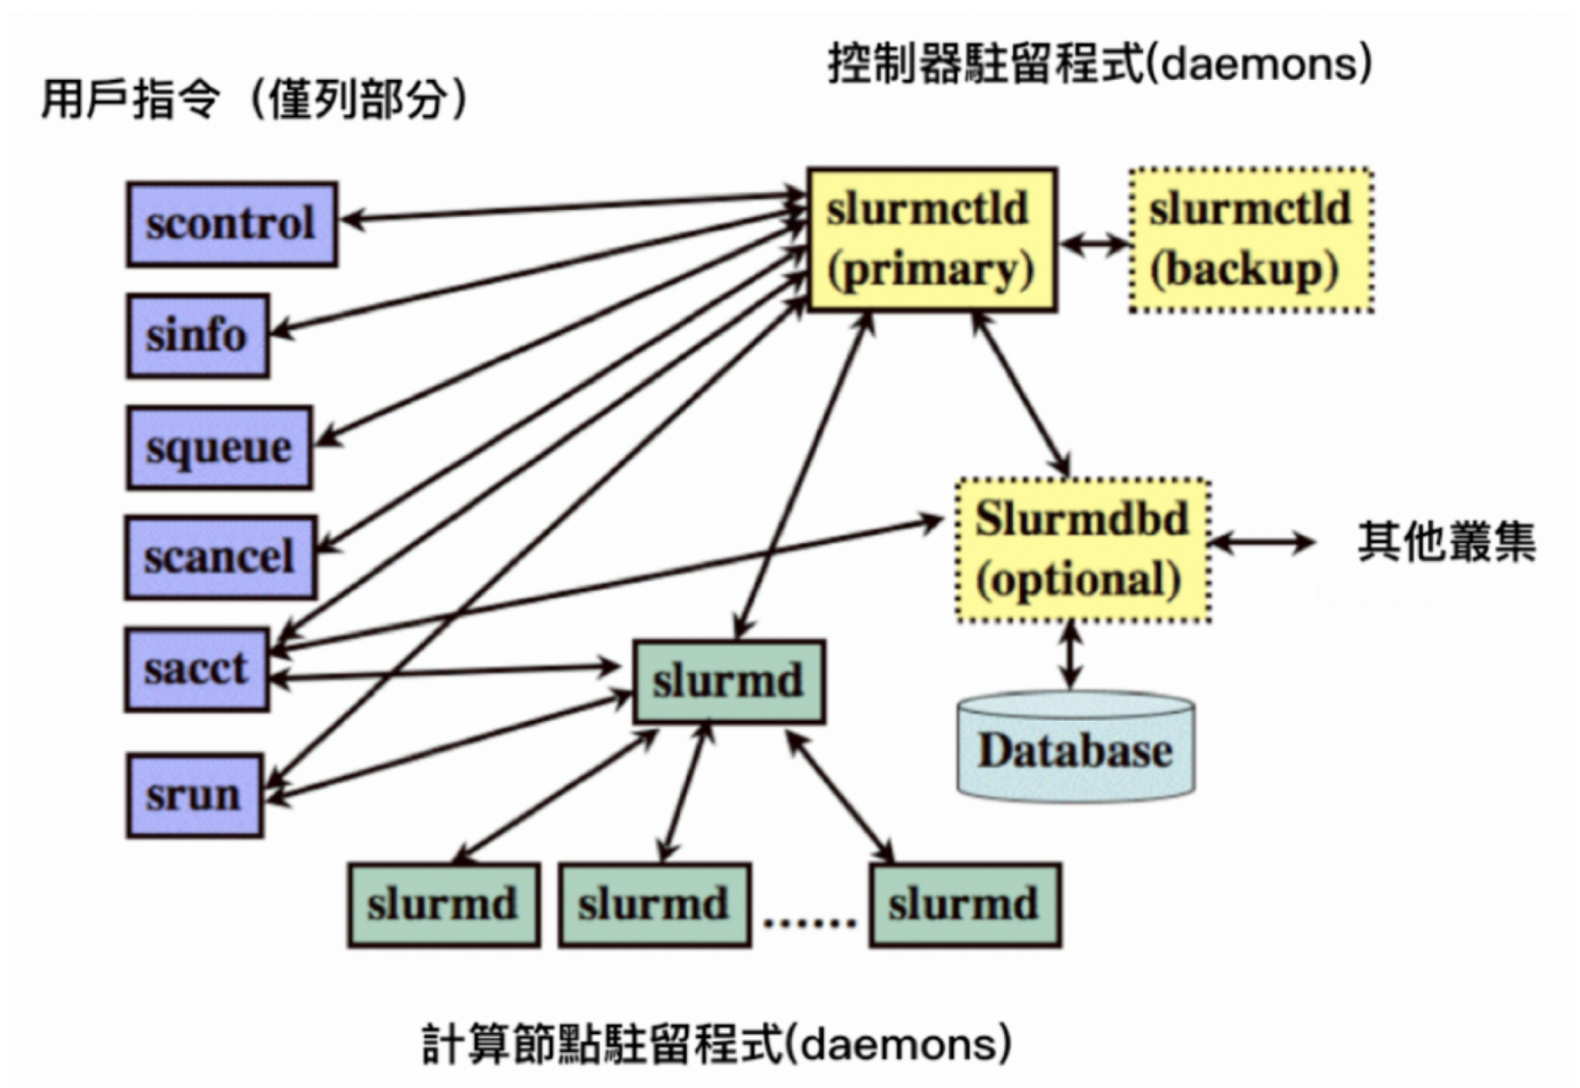 控制器駐留程式(daemons)
用戶指令（僅列部分）
scontrol
sinfo
squeue
scancel
sacct
srun
slurmctld
(primary)
slurmctld
(backup)
Slurmdbd
(optional)
其他叢集
Database
slurmd
slurmd
slurmd
......
slurmd
計算節點駐留程式(daemons)